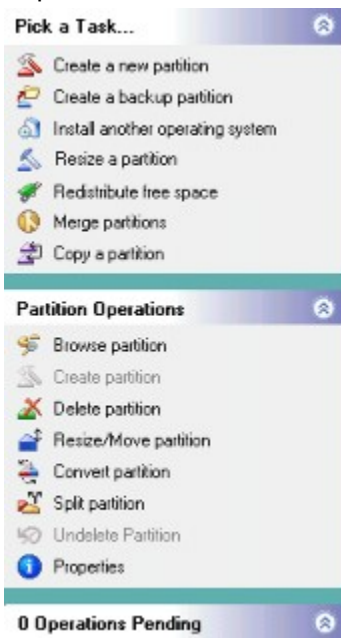 Pick a Task...
Create a new partition
Create a backup partition
Install another operating system
Resize a partition
Redistribute free space
Merge partitions
Copy a partition
Partition Operations
Browse partition
Create partition
Delete partition
Resize/Move partition
Convert partition
Split partition
Undelete Partition
Properties
0 Operations Pending